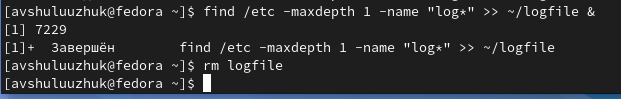 [avshuluuzhuk@fedora ~]$ find /etc -maxdepth 1 -name "log*" >> ~/logfile &
[1] 7229
[1]+  Завершён        find /etc -maxdepth 1 -name "log*" >> ~/logfile
[avshuluuzhuk@fedora ~]$ rm logfile
[avshuluuzhuk@fedora ~]$